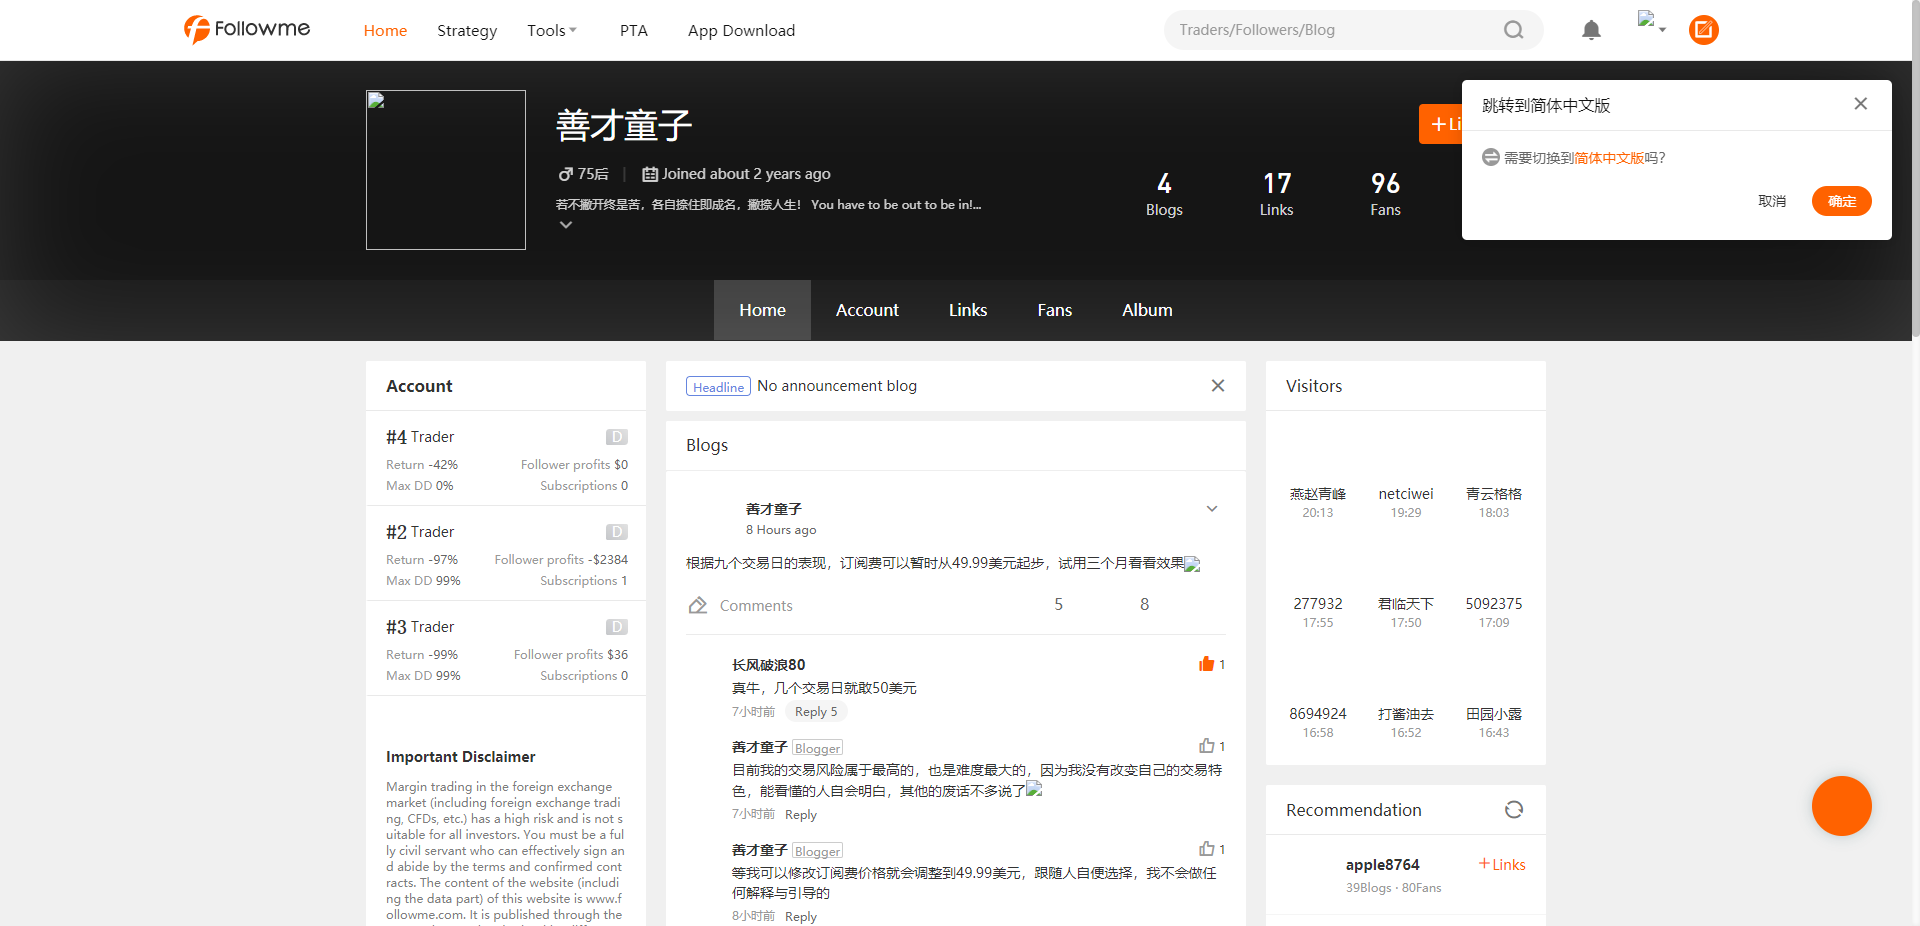 Followme
Home
Strategy
Tools
PTA
App Download
Traders/Followers/Blog
善才童子
75后
Joined about 2 years ago
若不撇开终是苦，各自捺住即成名，撇捺人生！ You have to be out to be in!...
4
Blogs
17
Links
96
Fans
+Li
跳转到简体中文版
需要切换到简体中文版吗？
取消
确定
Home
Account
Links
Fans
Album
Account
#4 Trader
D
Return -42%
Follower profits $0
Max DD 0%
Subscriptions 0
#2 Trader
D
Return -97%
Follower profits -$2384
Max DD 99%
Subscriptions 1
#3 Trader
D
Return -99%
Follower profits $36
Max DD 99%
Subscriptions 0
Important Disclaimer
Margin trading in the foreign exchange
market (including foreign exchange tradi
ng, CFDs, etc.) has a high risk and is not s
uitable for all investors. You must be a ful
ly civil servant who can effectively sign an
d abide by the terms and confirmed cont
racts. The content of the website (includi
ng the data part) of this website is www.f
ollowme.com. It is published through the
Headline No announcement blog
Blogs
善才童子
8 Hours ago
根据九个交易日的表现，订阅费可以暂时从49.99美元起步，试用三个月看看效果
Comments
5
8
长风破浪80
1
真牛，几个交易日就敢50美元
7小时前
Reply 5
善才童子 Blogger
1
目前我的交易风险属于最高的，也是难度最大的，因为我没有改变自己的交易特
色，能看懂的人自会明白，其他的废话不多说了
7小时前
Reply
善才童子 Blogger
1
等我可以修改订阅费价格就会调整到49.99美元，跟随人自便选择，我不会做任
何解释与引导的
8小时前
Reply
Visitors
燕赵青峰
netciwei
青云格格
20:13
19:29
18:03
277932
君临天下
5092375
17:55
17:50
17:09
8694924
打酱油去
田园小露
16:58
16:52
16:43
Recommendation
apple8764
+Links
39Blogs · 80Fans